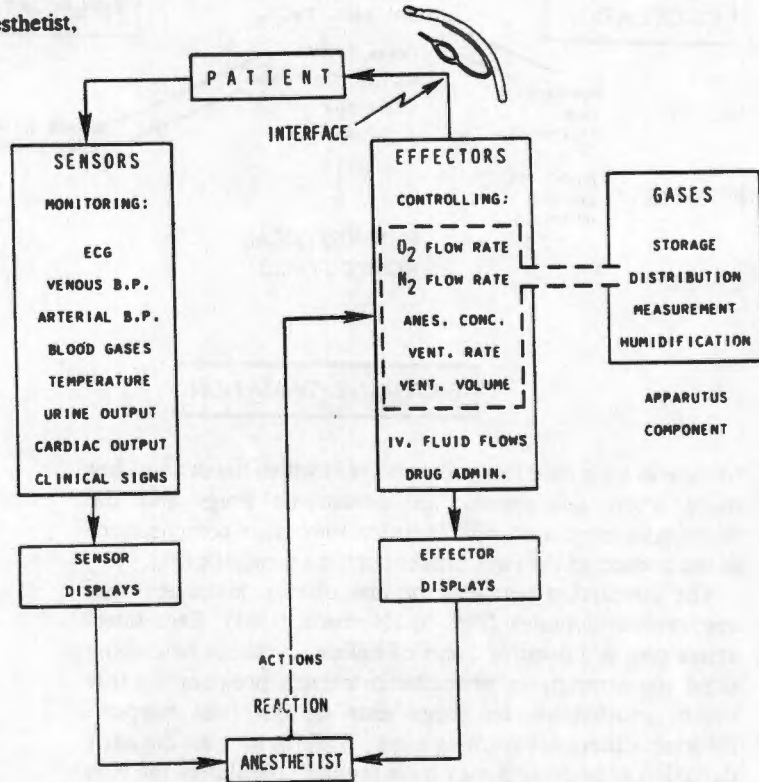 esthetist,
PATIENT
INTERFACE
SENSORS
MONITORING:
ECG
VENOUS B.P.
ARTERIAL B.P.
BLOOD GASES
TEMPERATURE
URINE OUTPUT
CARDIAC OUTPUT
CLINICAL SIGNS
SENSOR
DISPLAYS
EFFECTORS
CONTROLLING:
O2 FLOW RATE
N2 FLOW RATE
ANES. CONC.
VENT. RATE
VENT. VOLUME
IV. FLUID FLOWS
DRUG ADMIN.
EFFECTOR
DISPLAYS
GASES
STORAGE
DISTRIBUTION
MEASUREMENT
HUMIDIFICATION
APPARUTUS
COMPONENT
ACTIONS
REACTION
ANESTHETIST